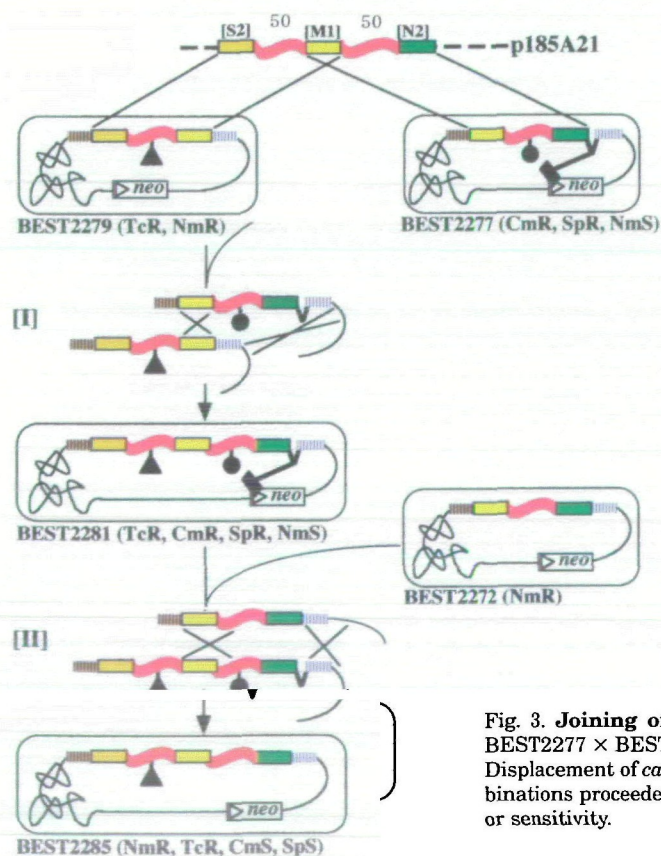 50 50
[S2] [M1] [N2]
p185A21
neo neo
BEST2279 (TcR, NmR) BEST2277 (CmR, SpR, NmS)
[I]
neo
BEST2281 (TcR, CmR, SpR, NmS)
neo
BEST2272 (NmR)
[II]
neo
BEST2285 (NmR, TcR, CmS, SpS)
Fig. 3. Joining
BEST2277 × BEST
Displacement of
binations proceede
or sensitivity.